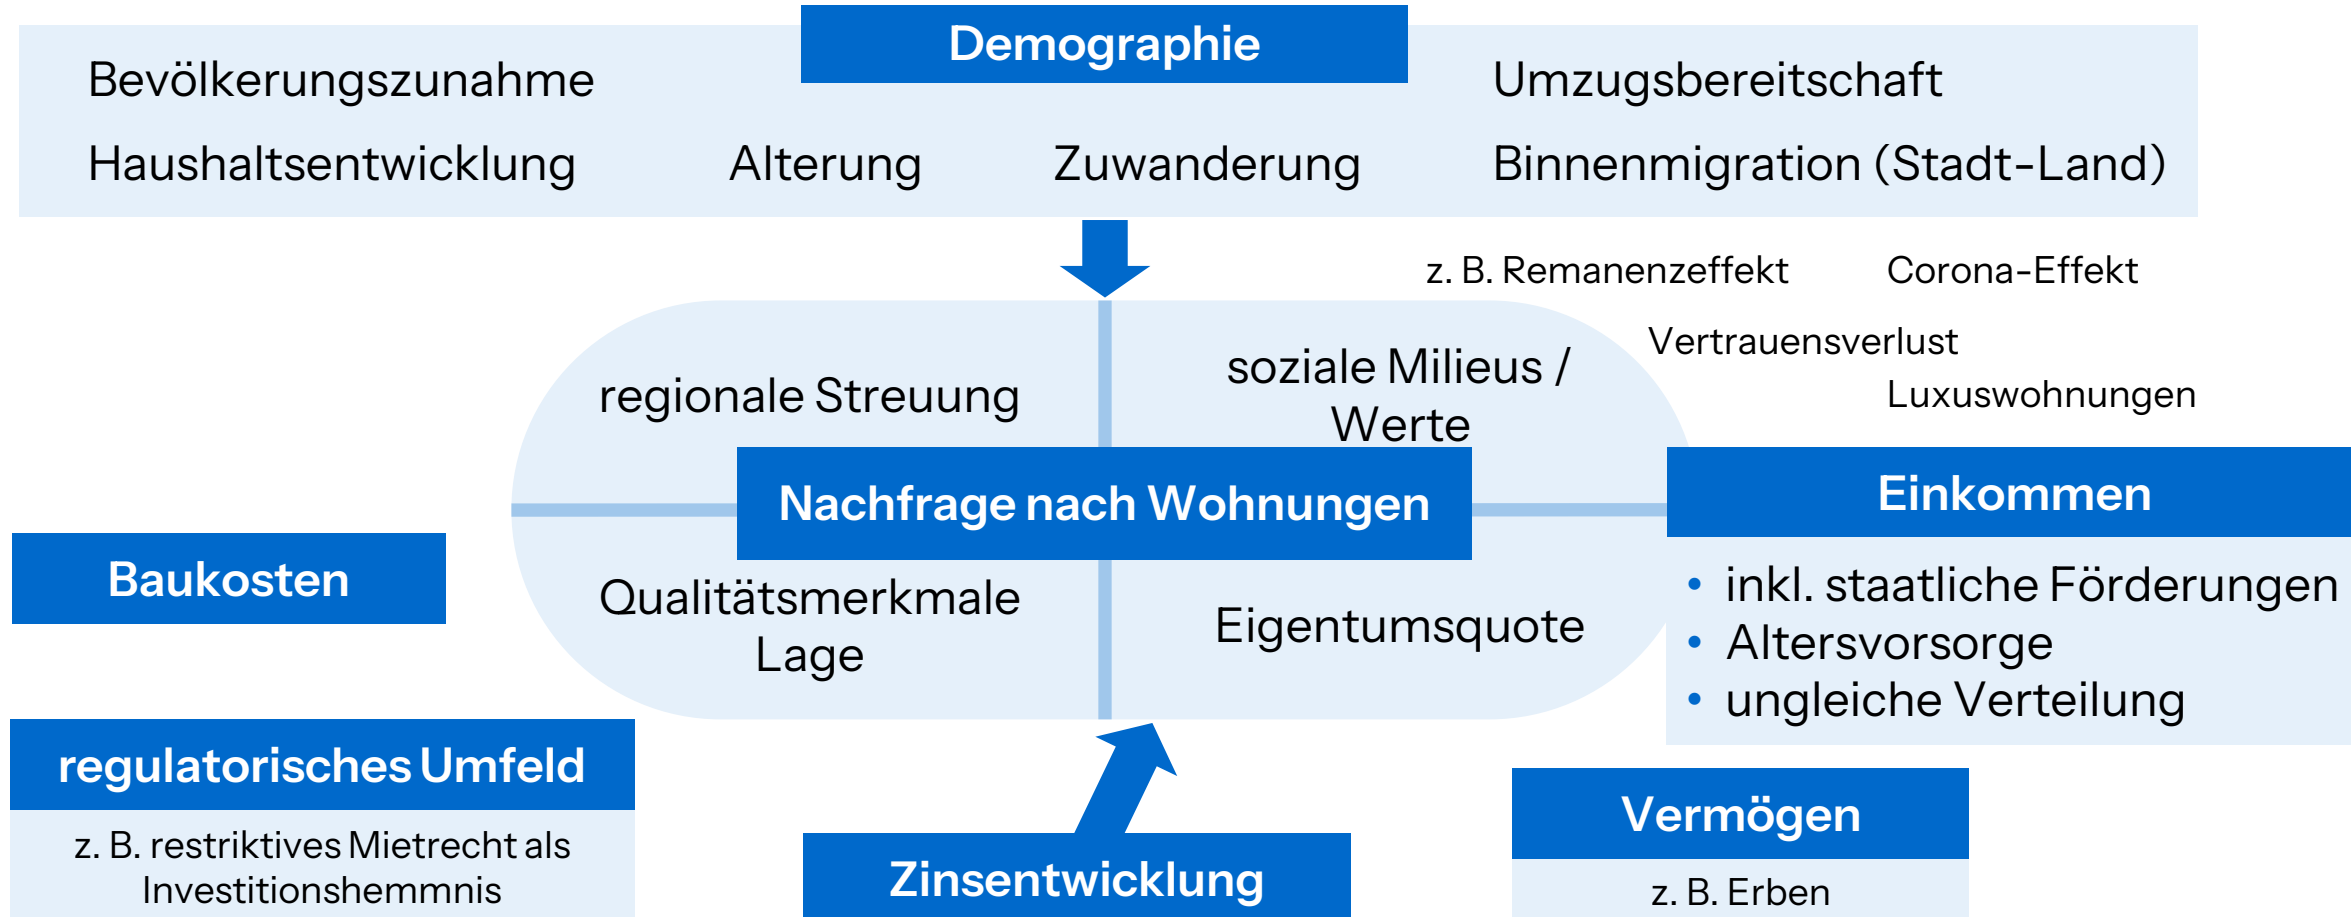 Demographie
Bevölkerungszunahme
Umzugsbereitschaft
Haushaltsentwicklung
Alterung
Zuwanderung
Binnenmigration (Stadt-Land)
z. B. Remanenzeffekt
Corona-Effekt
Vertrauensverlust
Luxuswohnungen
regionale Streuung
soziale Milieus /
Werte
Nachfrage nach Wohnungen
Qualitätsmerkmale
Lage
Eigentumsquote
Einkommen
• inkl. staatliche Förderungen
• Altersvorsorge
• ungleiche Verteilung
Baukosten
regulatorisches Umfeld
z. B. restriktives Mietrecht als
Investitionshemmnis
Zinsentwicklung
Vermögen
z. B. Erben